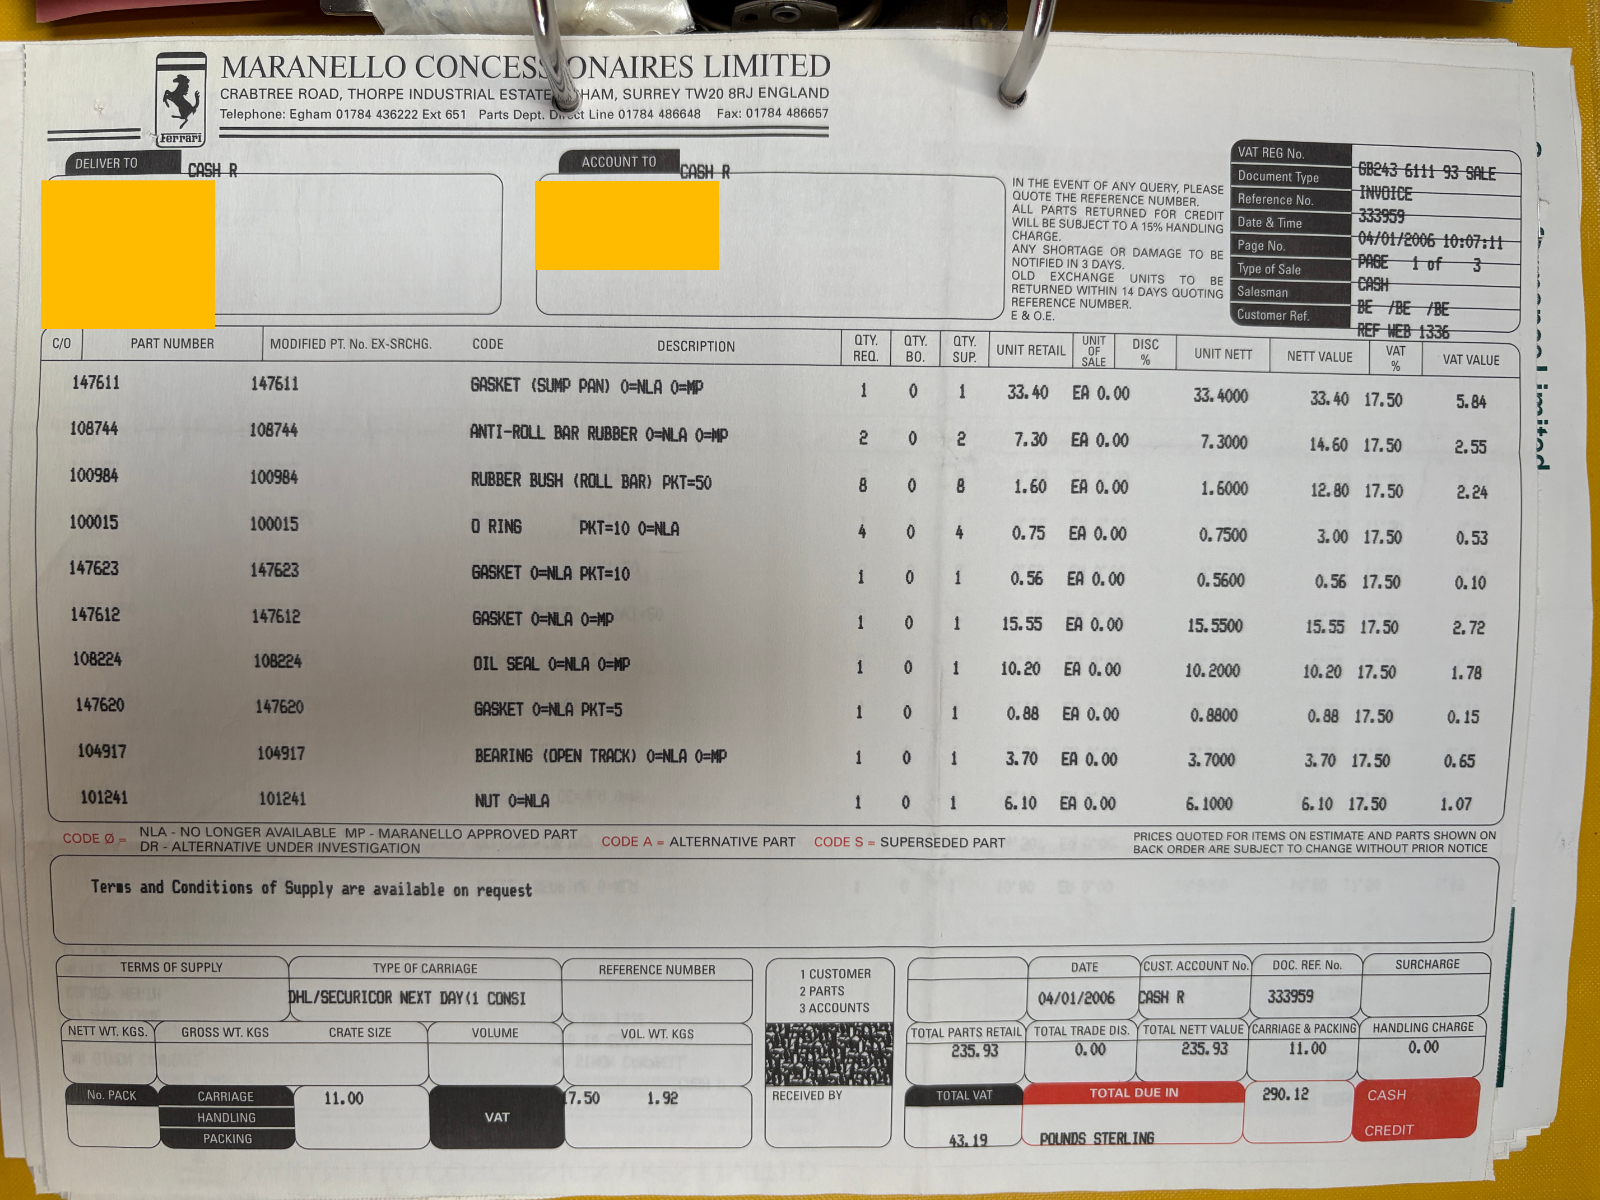 MARANELLO CONCESSIONAIRES LIMITED
CRABTREE ROAD, THORPE INDUSTRIAL ESTATE, HAM, SURREY TW20 8RJ ENGLAND
Telephone: Egham 01784 436222 Ext 651 Parts Dept. Direct Line 01784 486648 Fax: 01784 486657
Ferrari
DELIVER TO CASH R
ACCOUNT TO CASH R
IN THE EVENT OF ANY QUERY, PLEASE
QUOTE THE REFERENCE NUMBER.
ALL PARTS RETURNED FOR CREDIT
WILL BE SUBJECT TO A 15% HANDLING
CHARGE.
ANY SHORTAGE OR DAMAGE TO BE
NOTIFIED IN 3 DAYS.
OLD EXCHANGE UNITS TO BE
RETURNED WITHIN 14 DAYS QUOTING
REFERENCE NUMBER.
E & O.E.
VAT REG No. GB243 6111 93 SALE
Document Type INVOICE
Reference No. 333959
Date & Time 04/01/2006 10:07:11
Page No. PAGE 1 of 3
Type of Sale CASH
Salesman BE /BE /BE
Customer Ref. REF WEB 1336
C/O PART NUMBER MODIFIED PT. No. EX-SRCHG. CODE DESCRIPTION QTY. REQ. QTY. BO. QTY. SUP. UNIT RETAIL UNIT OF SALE DISC % UNIT NETT NETT VALUE VAT % VAT VALUE
147611 147611 GASKET (SUMP PAN) O=NLA O=MP 1 0 1 33.40 EA 0.00 33.4000 33.40 17.50 5.84
108744 108744 ANTI-ROLL BAR RUBBER O=NLA O=MP 2 0 2 7.30 EA 0.00 7.3000 14.60 17.50 2.55
100984 100984 RUBBER BUSH (ROLL BAR) PKT=50 8 0 8 1.60 EA 0.00 1.6000 12.80 17.50 2.24
100015 100015 O RING PKT=10 O=NLA 4 0 4 0.75 EA 0.00 0.7500 3.00 17.50 0.53
147623 147623 GASKET O=NLA PKT=10 1 0 1 0.56 EA 0.00 0.5600 0.56 17.50 0.10
147612 147612 GASKET O=NLA O=MP 1 0 1 15.55 EA 0.00 15.5500 15.55 17.50 2.72
108224 108224 OIL SEAL O=NLA O=MP 1 0 1 10.20 EA 0.00 10.2000 10.20 17.50 1.78
147620 147620 GASKET O=NLA PKT=5 1 0 1 0.88 EA 0.00 0.8800 0.88 17.50 0.15
104917 104917 BEARING (OPEN TRACK) O=NLA O=MP 1 0 1 3.70 EA 0.00 3.7000 3.70 17.50 0.65
101241 101241 NUT O=NLA 1 0 1 6.10 EA 0.00 6.1000 6.10 17.50 1.07
CODE Ø = NLA - NO LONGER AVAILABLE MP - MARANELLO APPROVED PART
DR - ALTERNATIVE UNDER INVESTIGATION
CODE A = ALTERNATIVE PART CODE S = SUPERSEDED PART
PRICES QUOTED FOR ITEMS ON ESTIMATE AND PARTS SHOWN ON
BACK ORDER ARE SUBJECT TO CHANGE WITHOUT PRIOR NOTICE
Terms and Conditions of Supply are available on request
TERMS OF SUPPLY TYPE OF CARRIAGE REFERENCE NUMBER
DHL/SECURICOR NEXT DAY(1 CONSI
NETT WT. KGS. GROSS WT. KGS CRATE SIZE VOLUME VOL. WT. KGS
No. PACK CARRIAGE 11.00 VAT 7.50 1.92
HANDLING
PACKING
1 CUSTOMER
2 PARTS
3 ACCOUNTS
RECEIVED BY
DATE CUST. ACCOUNT No. DOC. REF. No. SURCHARGE
04/01/2006 CASH R 333959
TOTAL PARTS RETAIL TOTAL TRADE DIS. TOTAL NETT VALUE CARRIAGE & PACKING HANDLING CHARGE
235.93 0.00 235.93 11.00 0.00
TOTAL VAT TOTAL DUE IN 290.12 CASH
43.19 POUNDS STERLING CREDIT
Limited